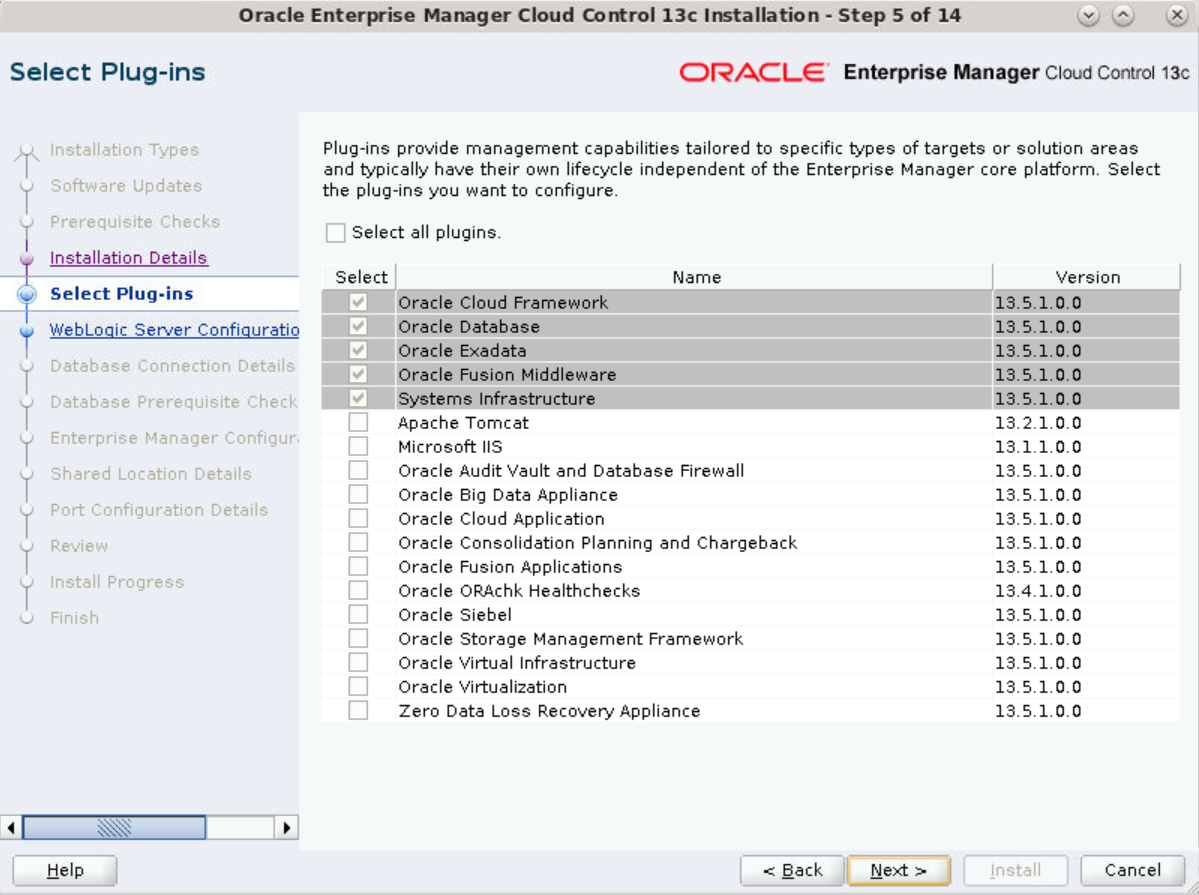 Oracle Enterprise Manager Cloud Control 13c Installation - Step 5 of 14
Select Plug-ins
ORACLE Enterprise Manager Cloud Control 13c
Installation Types
Software Updates
Prerequisite Checks
Installation Details
Select Plug-ins
WebLogic Server Configuratio
Database Connection Details
Database Prerequisite Check
Enterprise Manager Configur
Shared Location Details
Port Configuration Details
Review
Install Progress
Finish
Plug-ins provide management capabilities tailored to specific types of targets or solution areas
and typically have their own lifecycle independent of the Enterprise Manager core platform. Select
the plug-ins you want to configure.
Select all plugins.
Select Name Version
Oracle Cloud Framework 13.5.1.0.0
Oracle Database 13.5.1.0.0
Oracle Exadata 13.5.1.0.0
Oracle Fusion Middleware 13.5.1.0.0
Systems Infrastructure 13.5.1.0.0
Apache Tomcat 13.2.1.0.0
Microsoft IIS 13.1.1.0.0
Oracle Audit Vault and Database Firewall 13.5.1.0.0
Oracle Big Data Appliance 13.5.1.0.0
Oracle Cloud Application 13.5.1.0.0
Oracle Consolidation Planning and Chargeback 13.5.1.0.0
Oracle Fusion Applications 13.5.1.0.0
Oracle ORAchk Healthchecks 13.4.1.0.0
Oracle Siebel 13.5.1.0.0
Oracle Storage Management Framework 13.5.1.0.0
Oracle Virtual Infrastructure 13.5.1.0.0
Oracle Virtualization 13.5.1.0.0
Zero Data Loss Recovery Appliance 13.5.1.0.0
Help < Back Next > Install Cancel